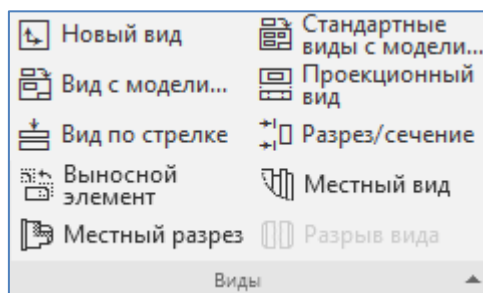 Новый вид
Стандартные
виды с модели...
Вид с модели...
Проекционный
вид
Вид по стрелке
Разрез/сечение
Выносной
элемент
Местный вид
Местный разрез
Разрыв вида
Виды